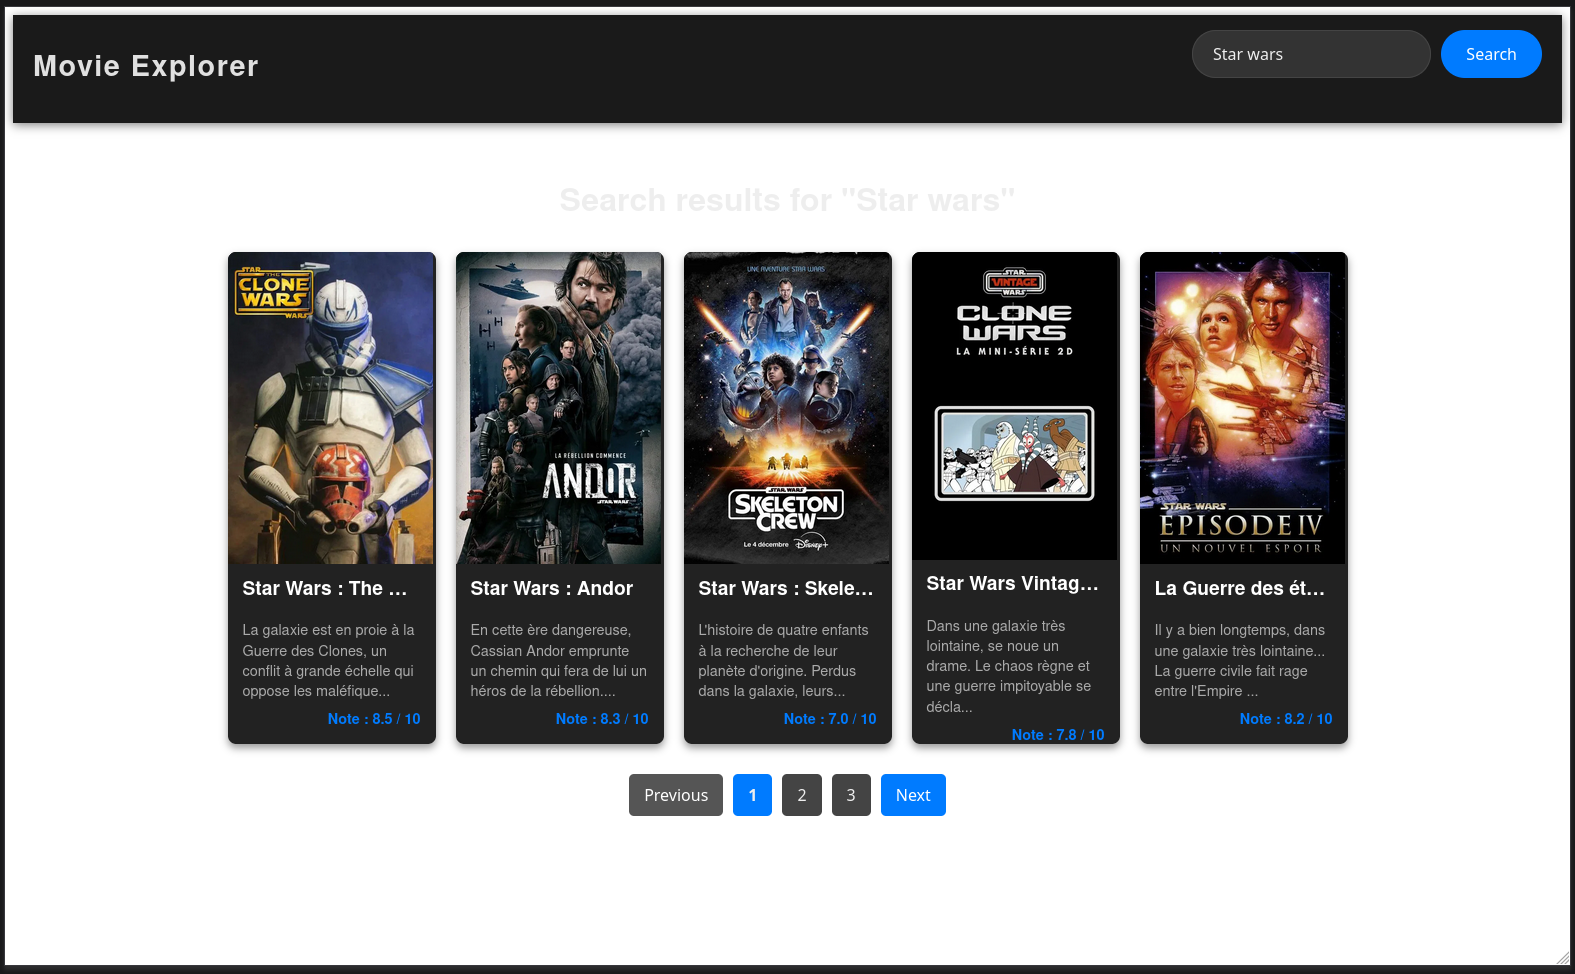 Movie Explorer
Star wars
Search
Search results for "Star wars"
STAR THE
CLONE
WARS
WARS
LA RÉBELLION COMMENCE
ANDOR
STAR WARS
UNE AVENTURE STAR WARS
STAR WARS
SKELETON
CREW
Le 4 décembre Disney+
STAR
VINTAGE
WARS
CLONE
WARS
LA MINI-SÉRIE 2D
STAR WARS
EPISODE IV
UN NOUVEL ESPOIR
Star Wars : The ...
La galaxie est en proie à la
Guerre des Clones, un
conflit à grande échelle qui
oppose les maléfique...
Note : 8.5 / 10
Star Wars : Andor
En cette ère dangereuse,
Cassian Andor emprunte
un chemin qui fera de lui un
héros de la rébellion....
Note : 8.3 / 10
Star Wars : Skele...
L'histoire de quatre enfants
à la recherche de leur
planète d'origine. Perdus
dans la galaxie, leurs...
Note : 7.0 / 10
Star Wars Vintag...
Dans une galaxie très
lointaine, se noue un
drame. Le chaos règne et
une guerre impitoyable se
décla...
Note : 7.8 / 10
La Guerre des ét...
Il y a bien longtemps, dans
une galaxie très lointaine...
La guerre civile fait rage
entre l'Empire ...
Note : 8.2 / 10
Previous
1
2
3
Next